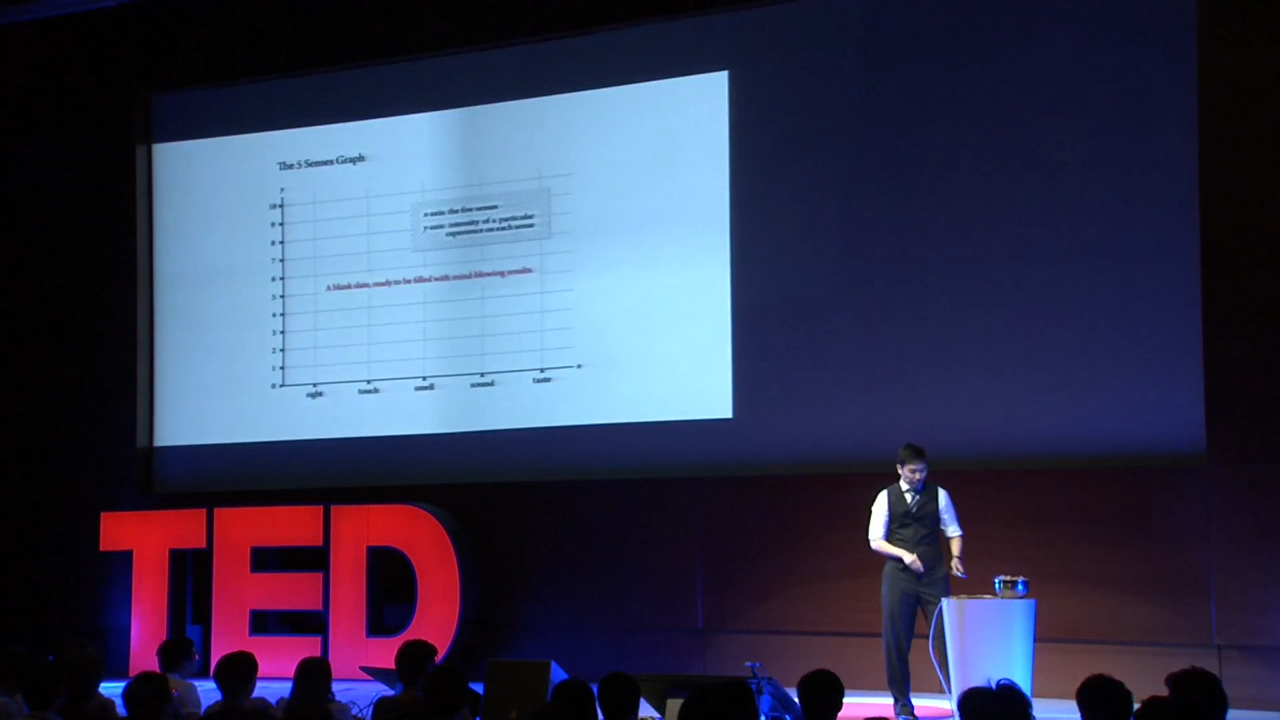 The 5 Senses Graph
y
10
9
8
7
6
5
4
3
2
1
0
x-axis: the five senses
y-axis: intensity of a particular
experience on each sense
A blank slate, ready to be filled with mind-blowing results.
sight touch smell sound taste
x
TED